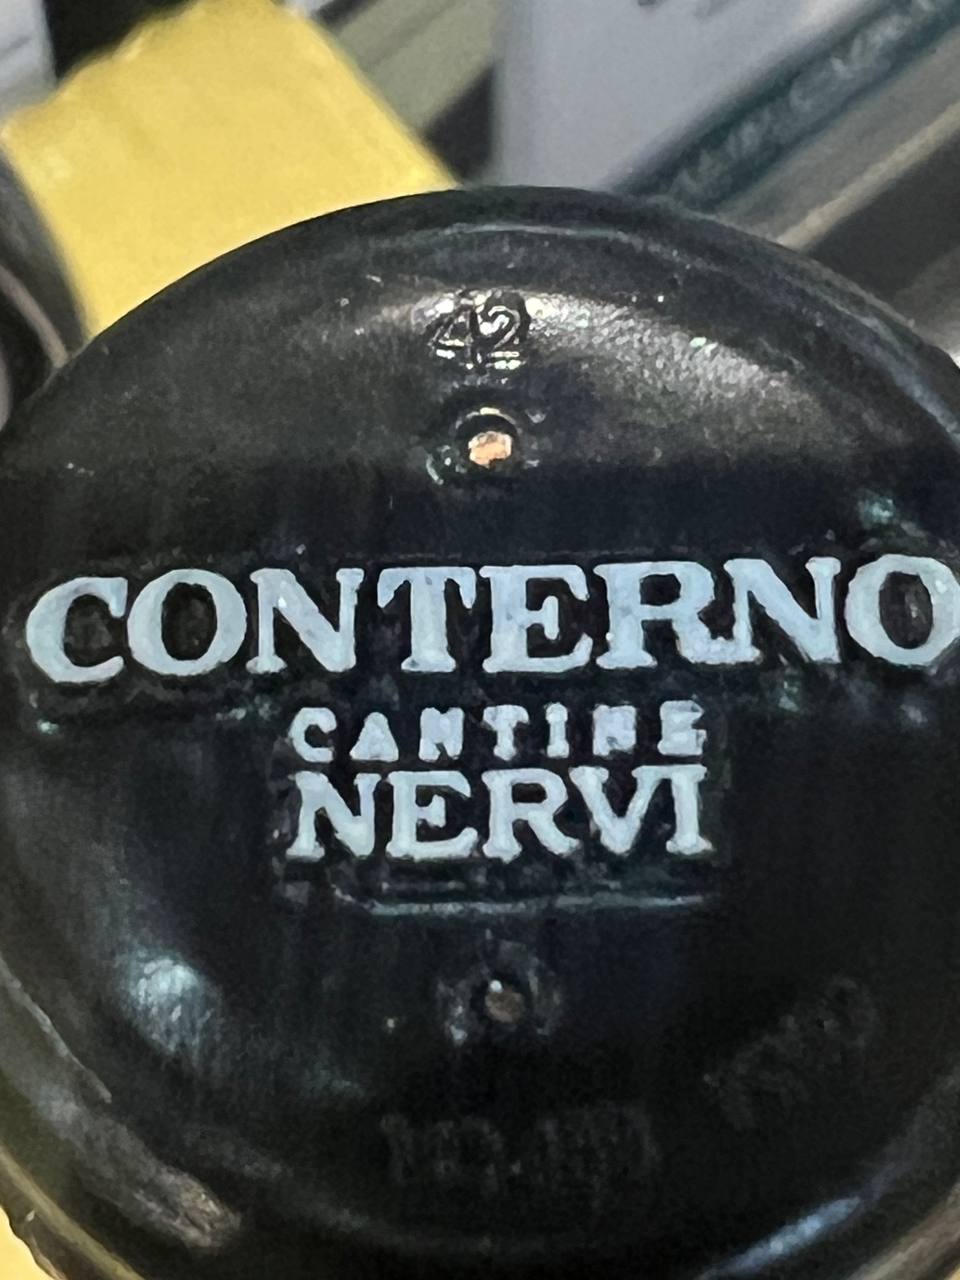 42
CONTERNO
CANTINE
NERVI